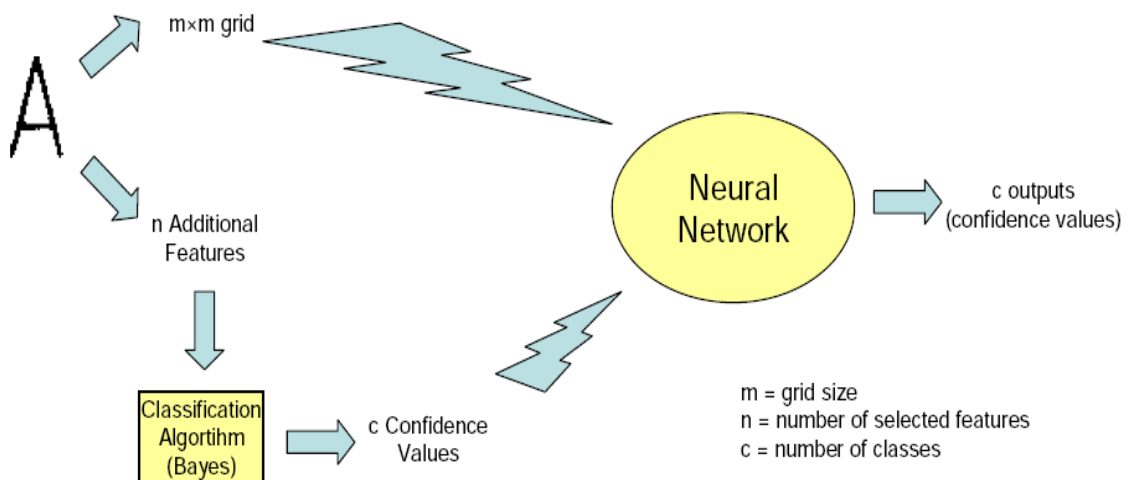 m×m grid
A
n Additional
Features
Neural
Network
c outputs
(confidence values)
Classification
Algortihm
(Bayes)
c Confidence
Values
m = grid size
n = number of selected features
c = number of classes